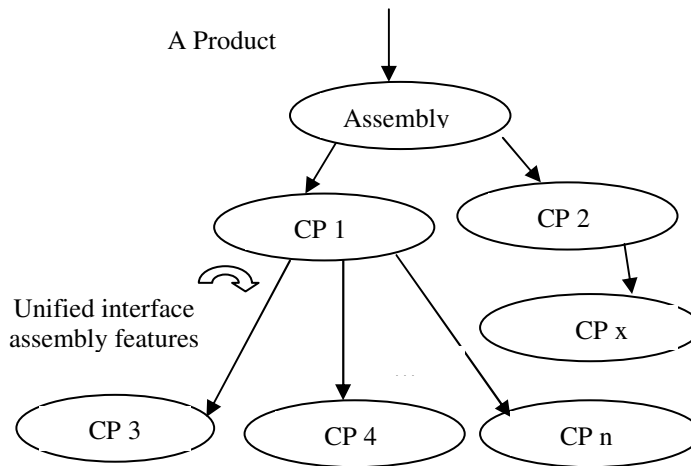 A Product
Assembly
CP 1
CP 2
Unified interface
assembly features
CP x
. . .
CP 3
CP 4
CP n